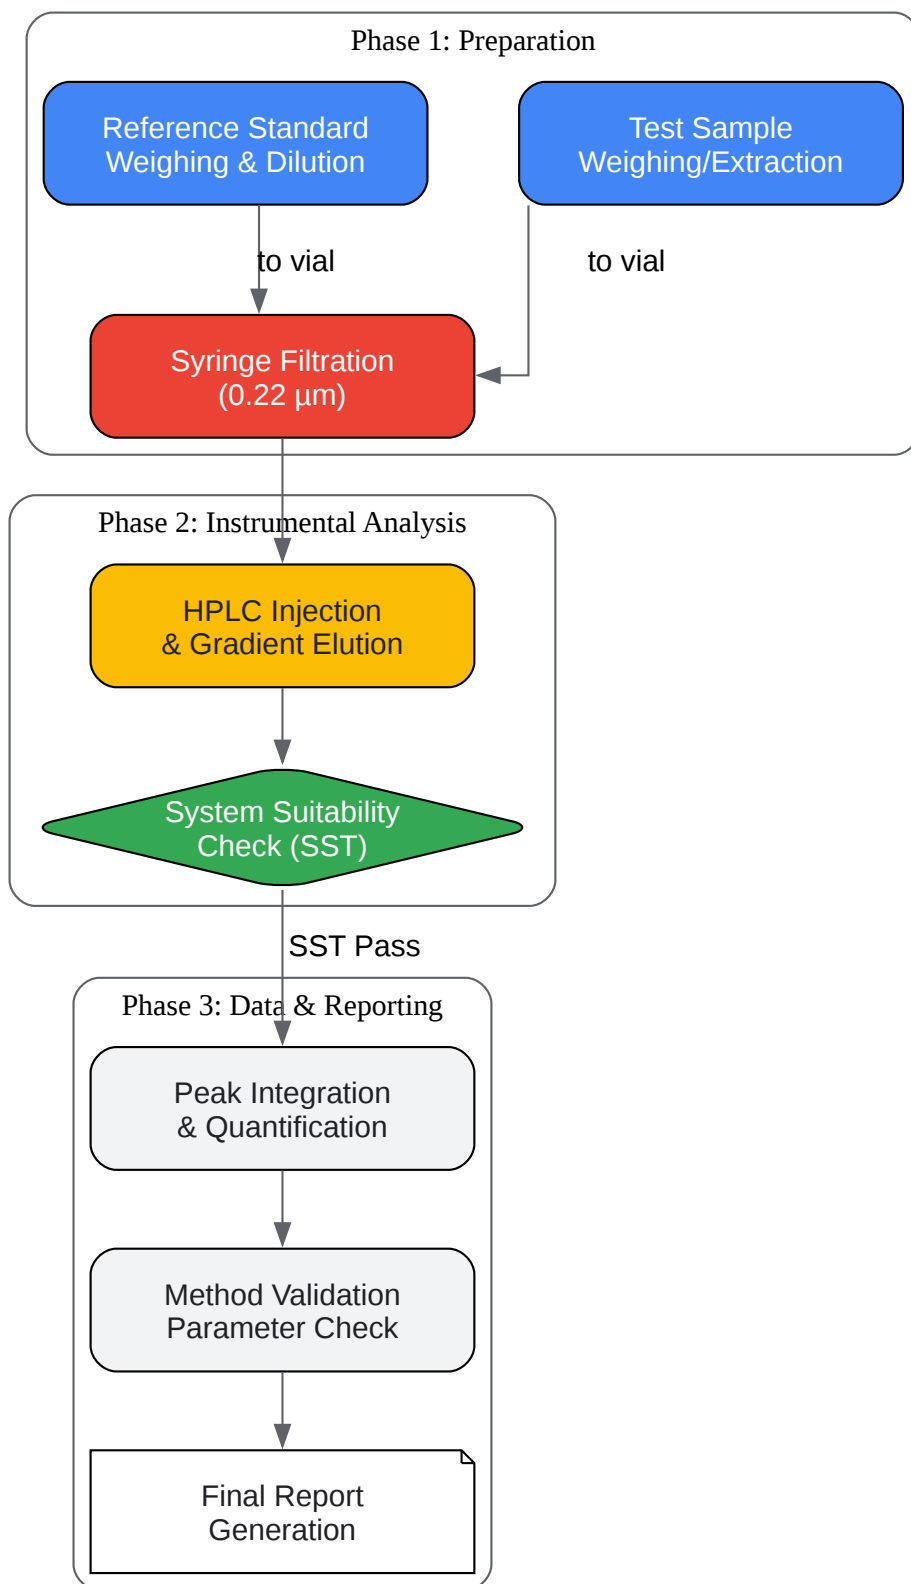 Phase 1: Preparation
Reference Standard
Weighing & Dilution
Test Sample
Weighing/Extraction
to vial
to vial
Syringe Filtration
(0.22 µm)
Phase 2: Instrumental Analysis
HPLC Injection
& Gradient Elution
System Suitability
Check (SST)
SST Pass
Phase 3: Data & Reporting
Peak Integration
& Quantification
Method Validation
Parameter Check
Final Report
Generation